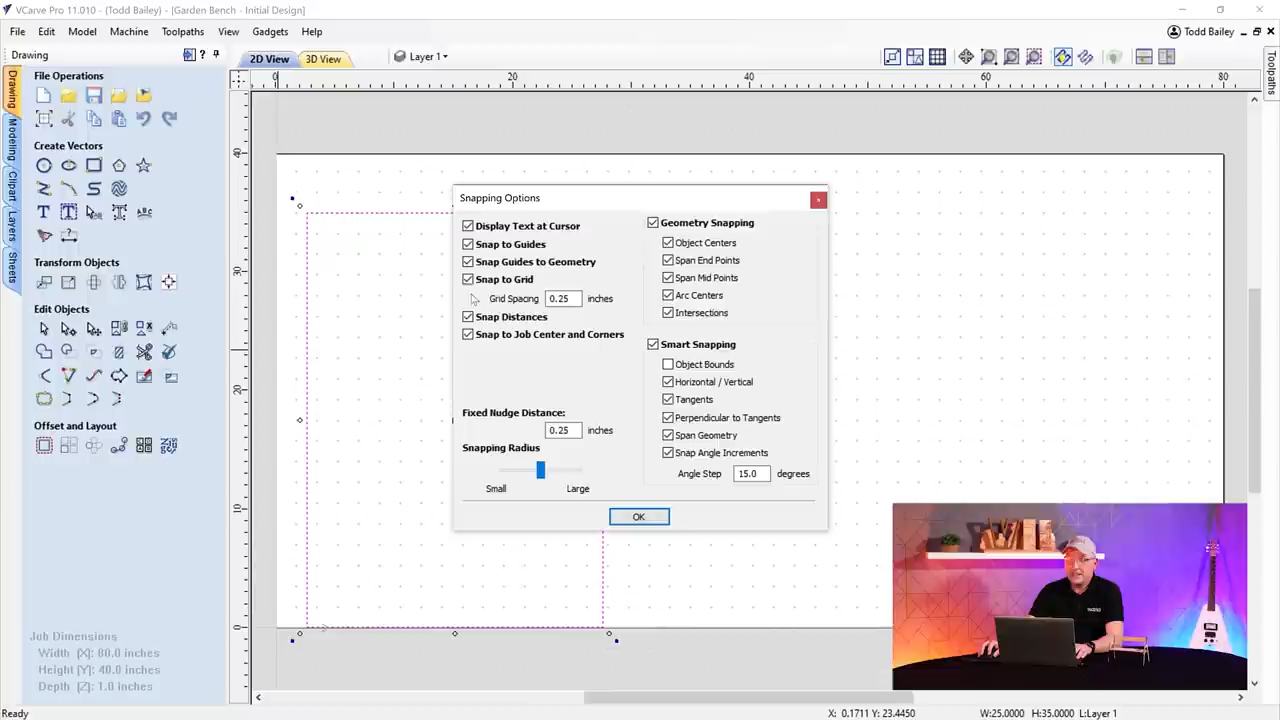 VCarve Pro 11.010 - (Todd Bailey) - [Garden Bench - Initial Design]
File Edit Model Machine Toolpaths View Gadgets Help
Todd Bailey
Drawing
2D View
3D View
Layer 1
Toolpaths
Drawing
Modeling
Clipart
Layers
Sheets
File Operations
Create Vectors
Transform Objects
Edit Objects
Offset and Layout
Job Dimensions
Width [X]: 80.0 inches
Height [Y]: 40.0 inches
Depth [Z]: 1.0 inches
0 20 40 60 80
40
30
20
10
0
Snapping Options
Display Text at Cursor
Snap to Guides
Snap Guides to Geometry
Snap to Grid
Grid Spacing 0.25 inches
Snap Distances
Snap to Job Center and Corners
Fixed Nudge Distance:
0.25 inches
Snapping Radius
Small Large
Geometry Snapping
Object Centers
Span End Points
Span Mid Points
Arc Centers
Intersections
Smart Snapping
Object Bounds
Horizontal / Vertical
Tangents
Perpendicular to Tangents
Span Geometry
Snap Angle Increments
Angle Step 15.0 degrees
OK
Ready
X: 0.1711 Y: 23.4450
W:25.0000 H:35.0000 L:Layer 1